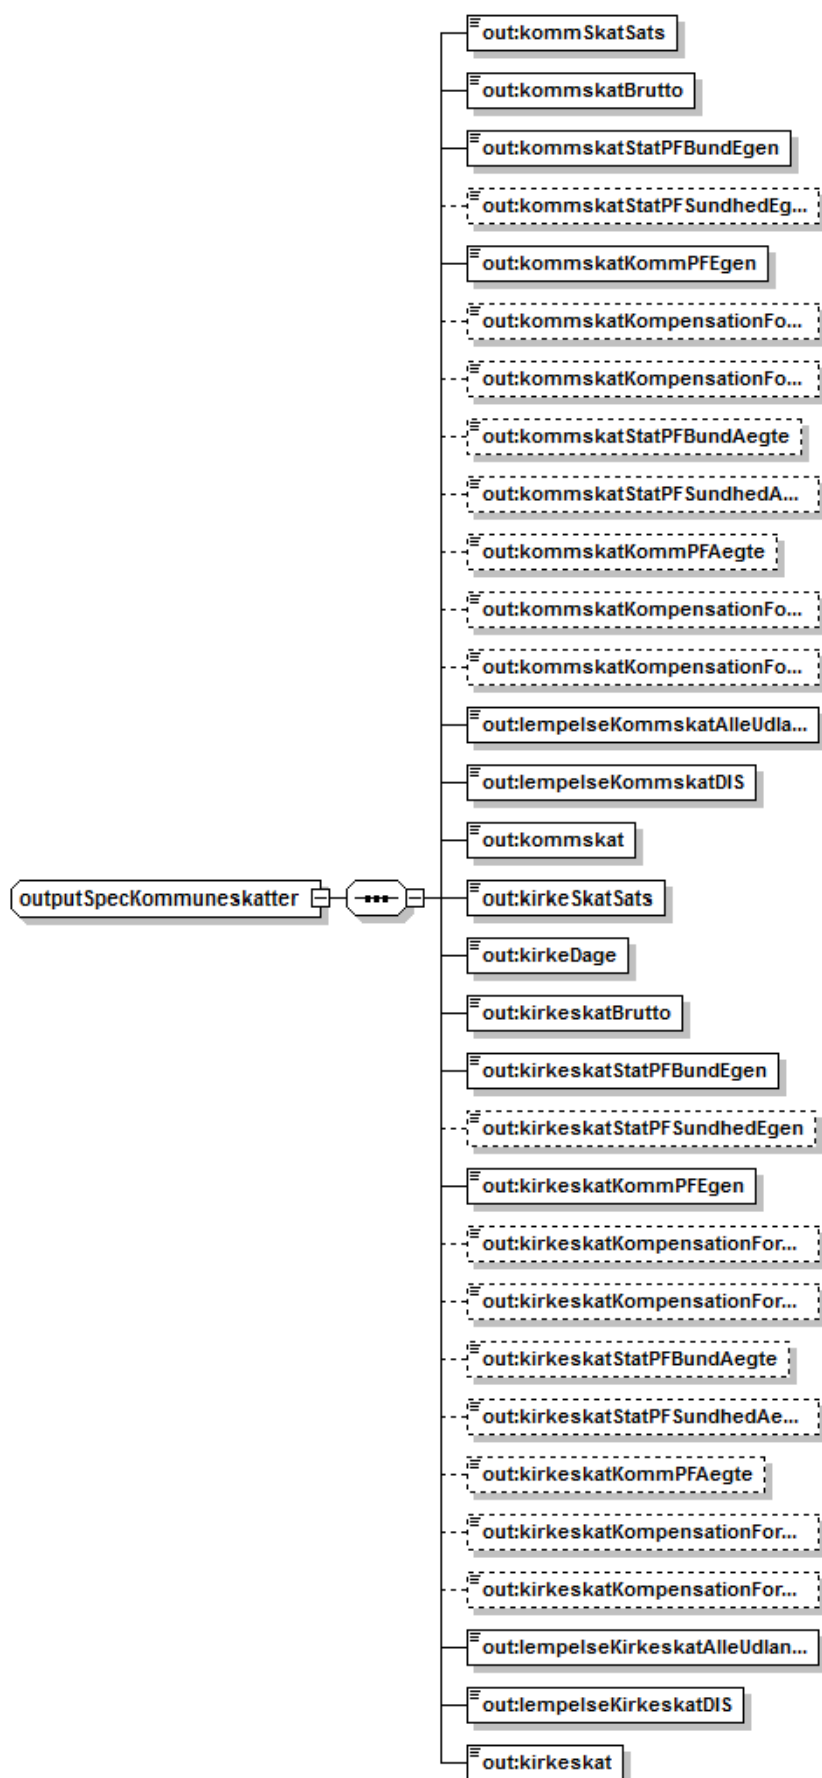 out:kommSkatSats
out:kommskatBrutto
out:kommskatStatPFBundEgen
out:kommskatStatPFSundhedEg...
out:kommskatKommPFEgen
out:kommskatKompensationFo...
out:kommskatKompensationFo...
out:kommskatStatPFBundAegte
out:kommskatStatPFSundhedA...
out:kommskatKommPFAegte
out:kommskatKompensationFo...
out:kommskatKompensationFo...
out:lempelseKommskatAlleUdla...
out:lempelseKommskatDIS
out:kommskat
outputSpecKommuneskatter
out:kirkeSkatSats
out:kirkeDage
out:kirkeskatBrutto
out:kirkeskatStatPFBundEgen
out:kirkeskatStatPFSundhedEgen
out:kirkeskatKommPFEgen
out:kirkeskatKompensationFor...
out:kirkeskatKompensationFor...
out:kirkeskatStatPFBundAegte
out:kirkeskatStatPFSundhedAe...
out:kirkeskatKommPFAegte
out:kirkeskatKompensationFor...
out:kirkeskatKompensationFor...
out:lempelseKirkeskatAlleUdlan...
out:lempelseKirkeskatDIS
out:kirkeskat